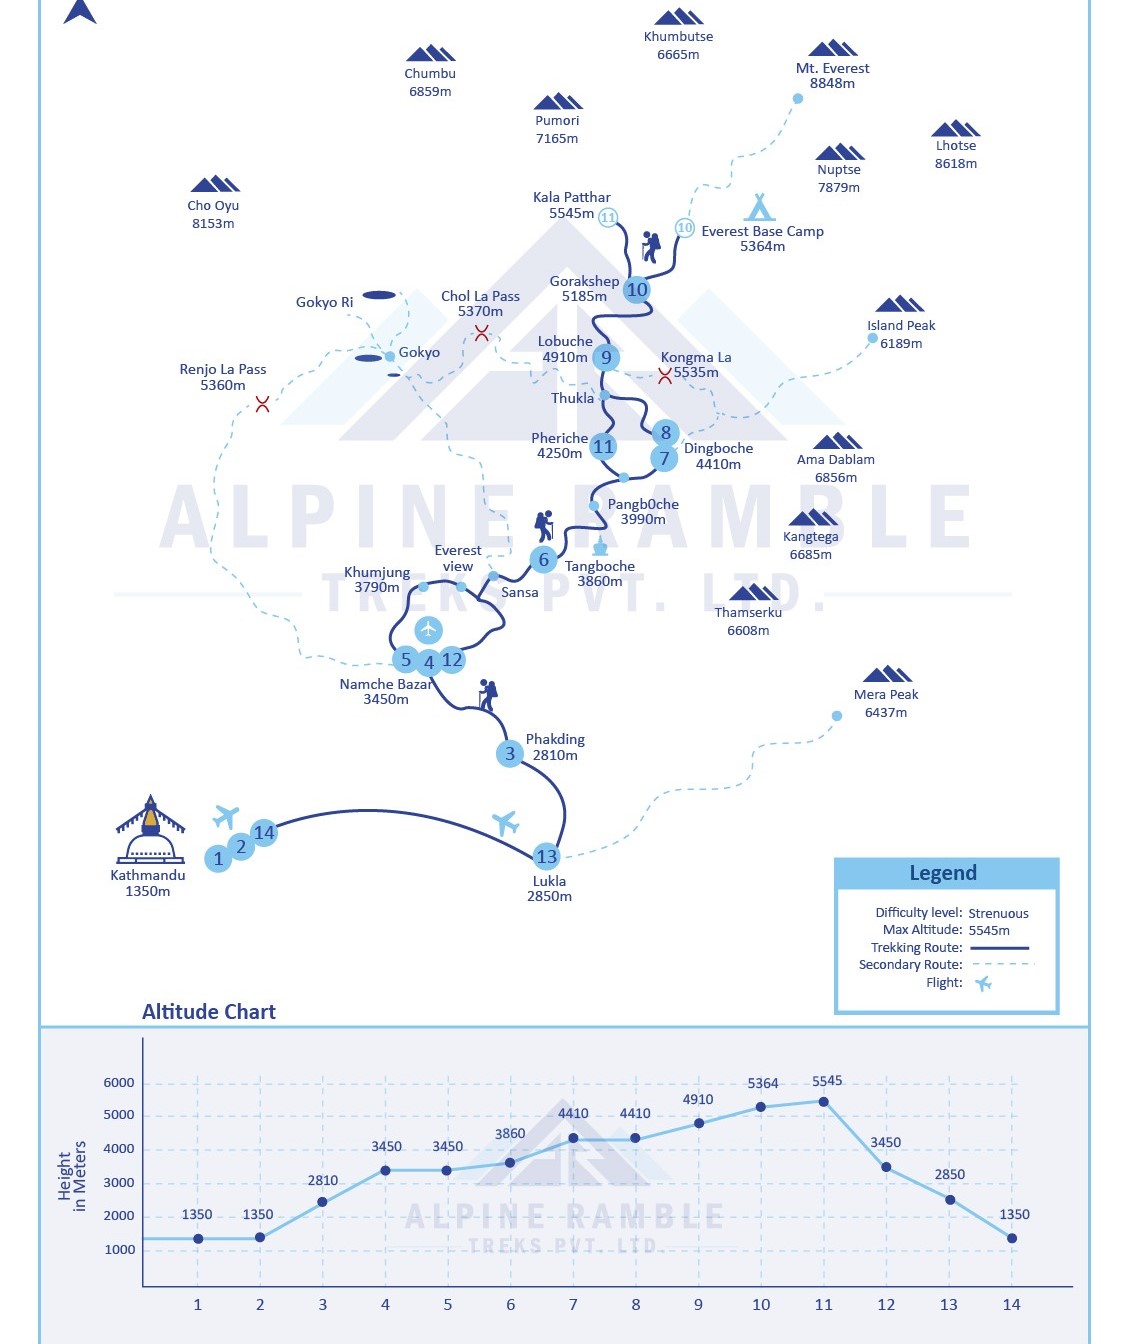 Khumbutse
6665m
Chumbu
6859m
Mt. Everest
8848m
Pumori
7165m
Lhotse
8618m
Nuptse
7879m
Cho Oyu
8153m
Kala Patthar
5545m
11
10
Everest Base Camp
5364m
Gorakshep
5185m
10
Gokyo Ri
Chol La Pass
5370m
Island Peak
6189m
Lobuche
4910m
9
Gokyo
Kongma La
5535m
Renjo La Pass
5360m
Thukla
8
Pheriche
4250m
11
7
Dingboche
4410m
Ama Dablam
6856m
ALPINE RAMBLE
TREKS PVT. LTD.
Pangb0che
3990m
Kangtega
6685m
6
Tangboche
3860m
Everest
view
Khumjung
3790m
Sansa
Thamserku
6608m
5
4
12
Namche Bazar
3450m
Mera Peak
6437m
3
Phakding
2810m
14
2
1
Kathmandu
1350m
13
Lukla
2850m
Legend
Difficulty level: Strenuous
Max Altitude: 5545m
Trekking Route:
Secondary Route:
Flight:
Altitude Chart
Height
in Meters
6000
5000
4000
3000
2000
1000
1350
1350
2810
3450
3450
3860
4410
4410
4910
5364
5545
3450
2850
1350
ALPINE RAMBLE
TREKS PVT. LTD.
1 2 3 4 5 6 7 8 9 10 11 12 13 14